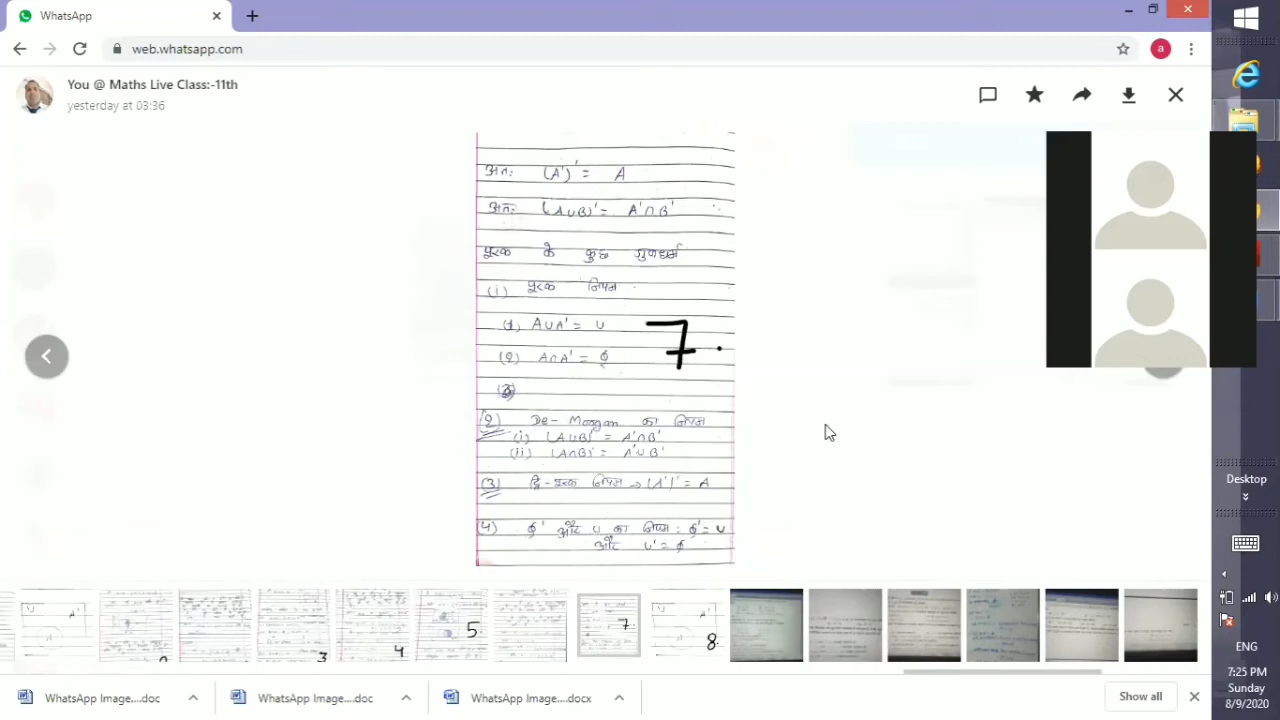 WhatsApp
web.whatsapp.com
a
You @ Maths Live Class:-11th
yesterday at 03:36
अतः (A')' = A
अतः (A∪B)' = A'∩B'
पूरक के कुछ गुणधर्म
(i) पूरक नियम
(1) A∪A' = U
(2) A∩A' = ϕ
7.
(2) De-Morgan का नियम
(i) (A∪B)' = A'∩B'
(ii) (A∩B)' = A'∪B'
(3) द्वि-पूरक नियम → (A')' = A
(4) ϕ' और U का नियम : ϕ' = U
और U' = ϕ
3
4
5
7
8
WhatsApp Image....doc
WhatsApp Image....doc
WhatsApp Image....docx
Show all
Desktop
ENG
7:25 PM
Sunday
8/9/2020